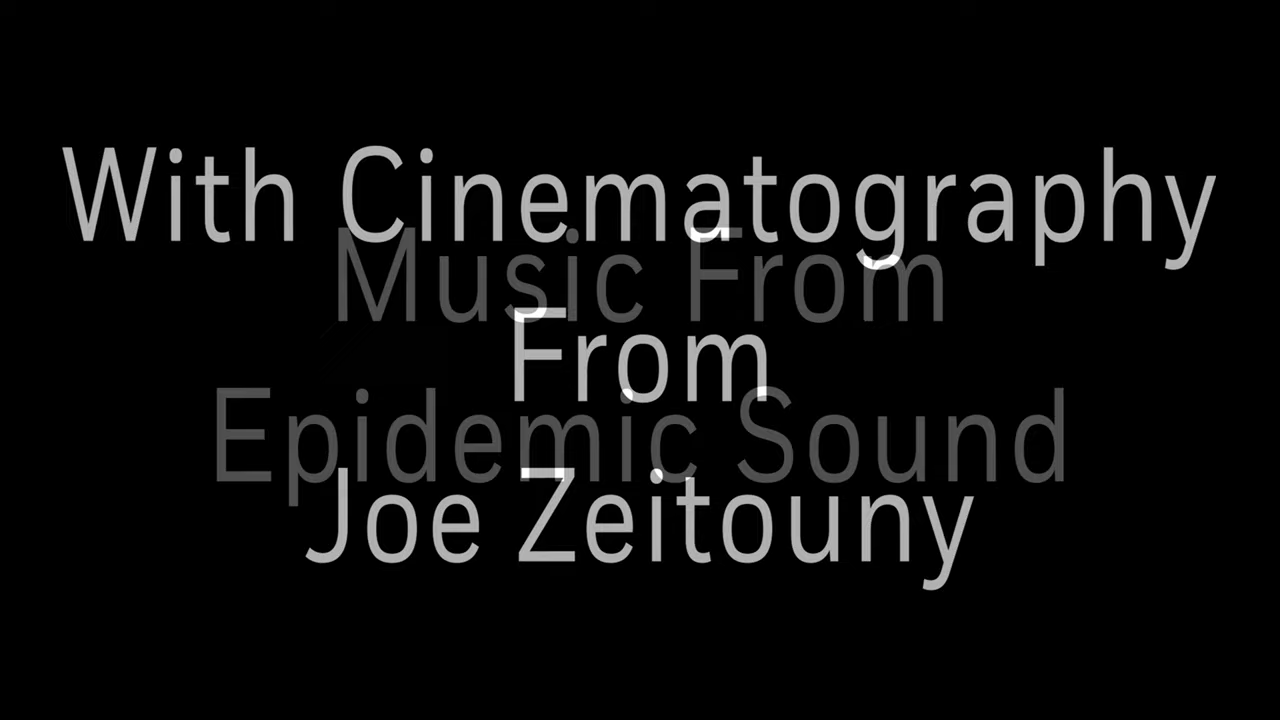 With Cinematography
Music From
From
Epidemic Sound
Joe Zeitouny